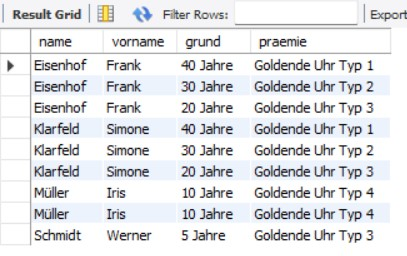 Result Grid Filter Rows: Export
name vorname grund praemie
Eisenhof Frank 40 Jahre Goldende Uhr Typ 1
Eisenhof Frank 30 Jahre Goldende Uhr Typ 2
Eisenhof Frank 20 Jahre Goldende Uhr Typ 3
Klarfeld Simone 40 Jahre Goldende Uhr Typ 1
Klarfeld Simone 30 Jahre Goldende Uhr Typ 2
Klarfeld Simone 20 Jahre Goldende Uhr Typ 3
Müller Iris 10 Jahre Goldende Uhr Typ 4
Müller Iris 10 Jahre Goldende Uhr Typ 4
Schmidt Werner 5 Jahre Goldende Uhr Typ 3